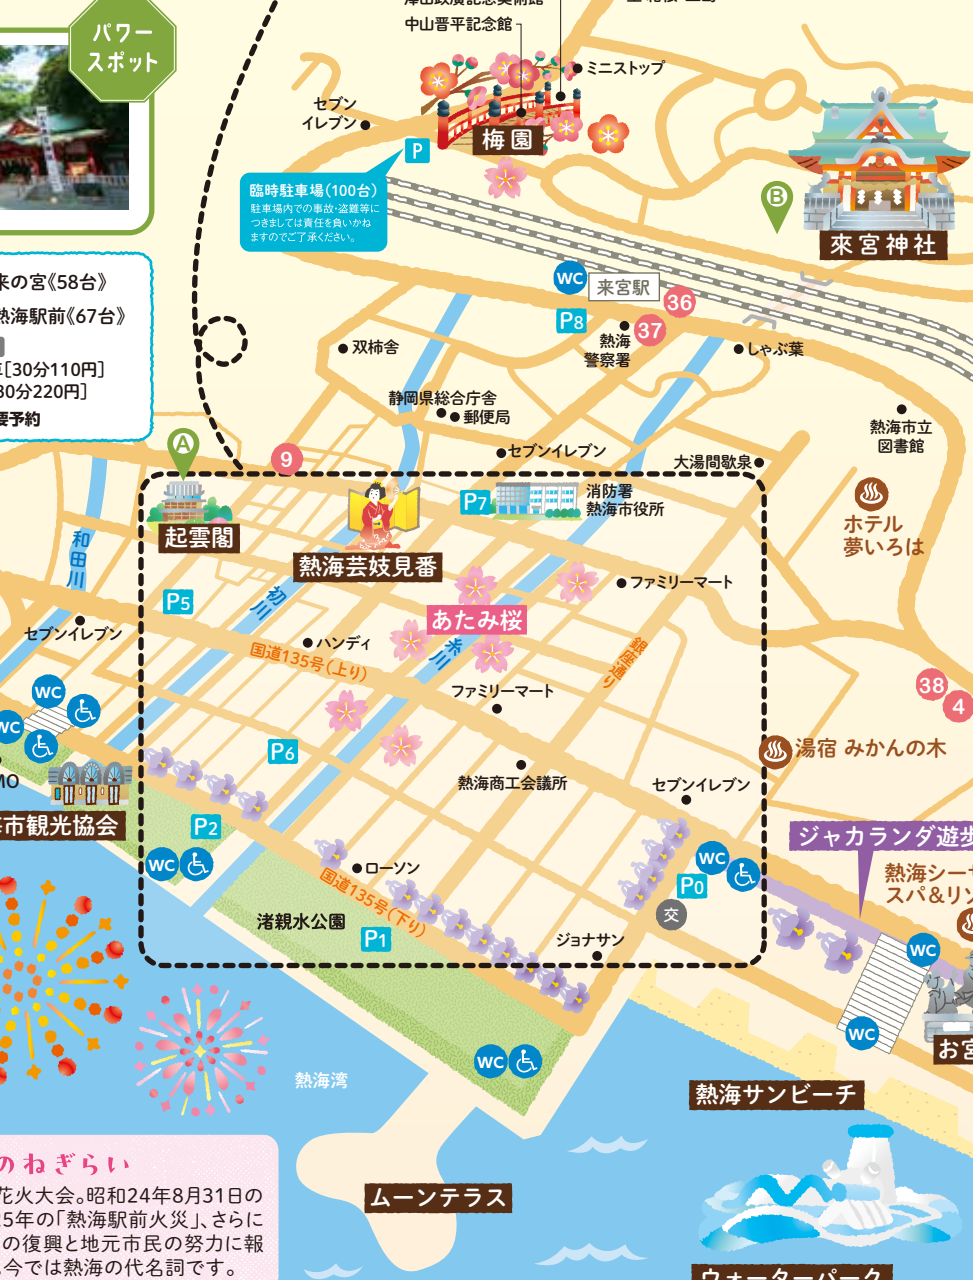 パワー
スポット
中山晋平記念館
ミニストップ
セブン
イレブン
P
梅園
臨時駐車場(100台)
駐車場内での事故・盗難等に
つきましては責任を負いかね
ますのでご了承ください。
B
來宮神社
来の宮《58台》
熱海駅前《67台》
[30分110円]
30分220円]
要予約
WC
来宮駅
36
P8
37
熱海
警察署
しゃぶ葉
双柿舎
静岡県総合庁舎
郵便局
熱海市立
図書館
A
9
セブンイレブン
大湯間歇泉
P7
消防署
熱海市役所
ホテル
夢いろは
起雲閣
熱海芸妓見番
和田川
P5
初川
ファミリーマート
あたみ桜
糸川
セブンイレブン
ハンディ
国道135号(上り)
銀座通り
ファミリーマート
38
4
WC
WC
P6
湯宿 みかんの木
MO
熱海商工会議所
セブンイレブン
市観光協会
P2
ジャカランダ遊歩
WC
ローソン
WC
P0
熱海シーサ
スパ&リン
国道135号(下り)
交
渚親水公園
P1
ジョナサン
WC
WC
WC
お宮
熱海湾
熱海サンビーチ
のねぎらい
花火大会。昭和24年8月31日の
25年の「熱海駅前火災」、さらに
の復興と地元市民の努力に報
今では熱海の代名詞です。
ムーンテラス
ウォーターパーク